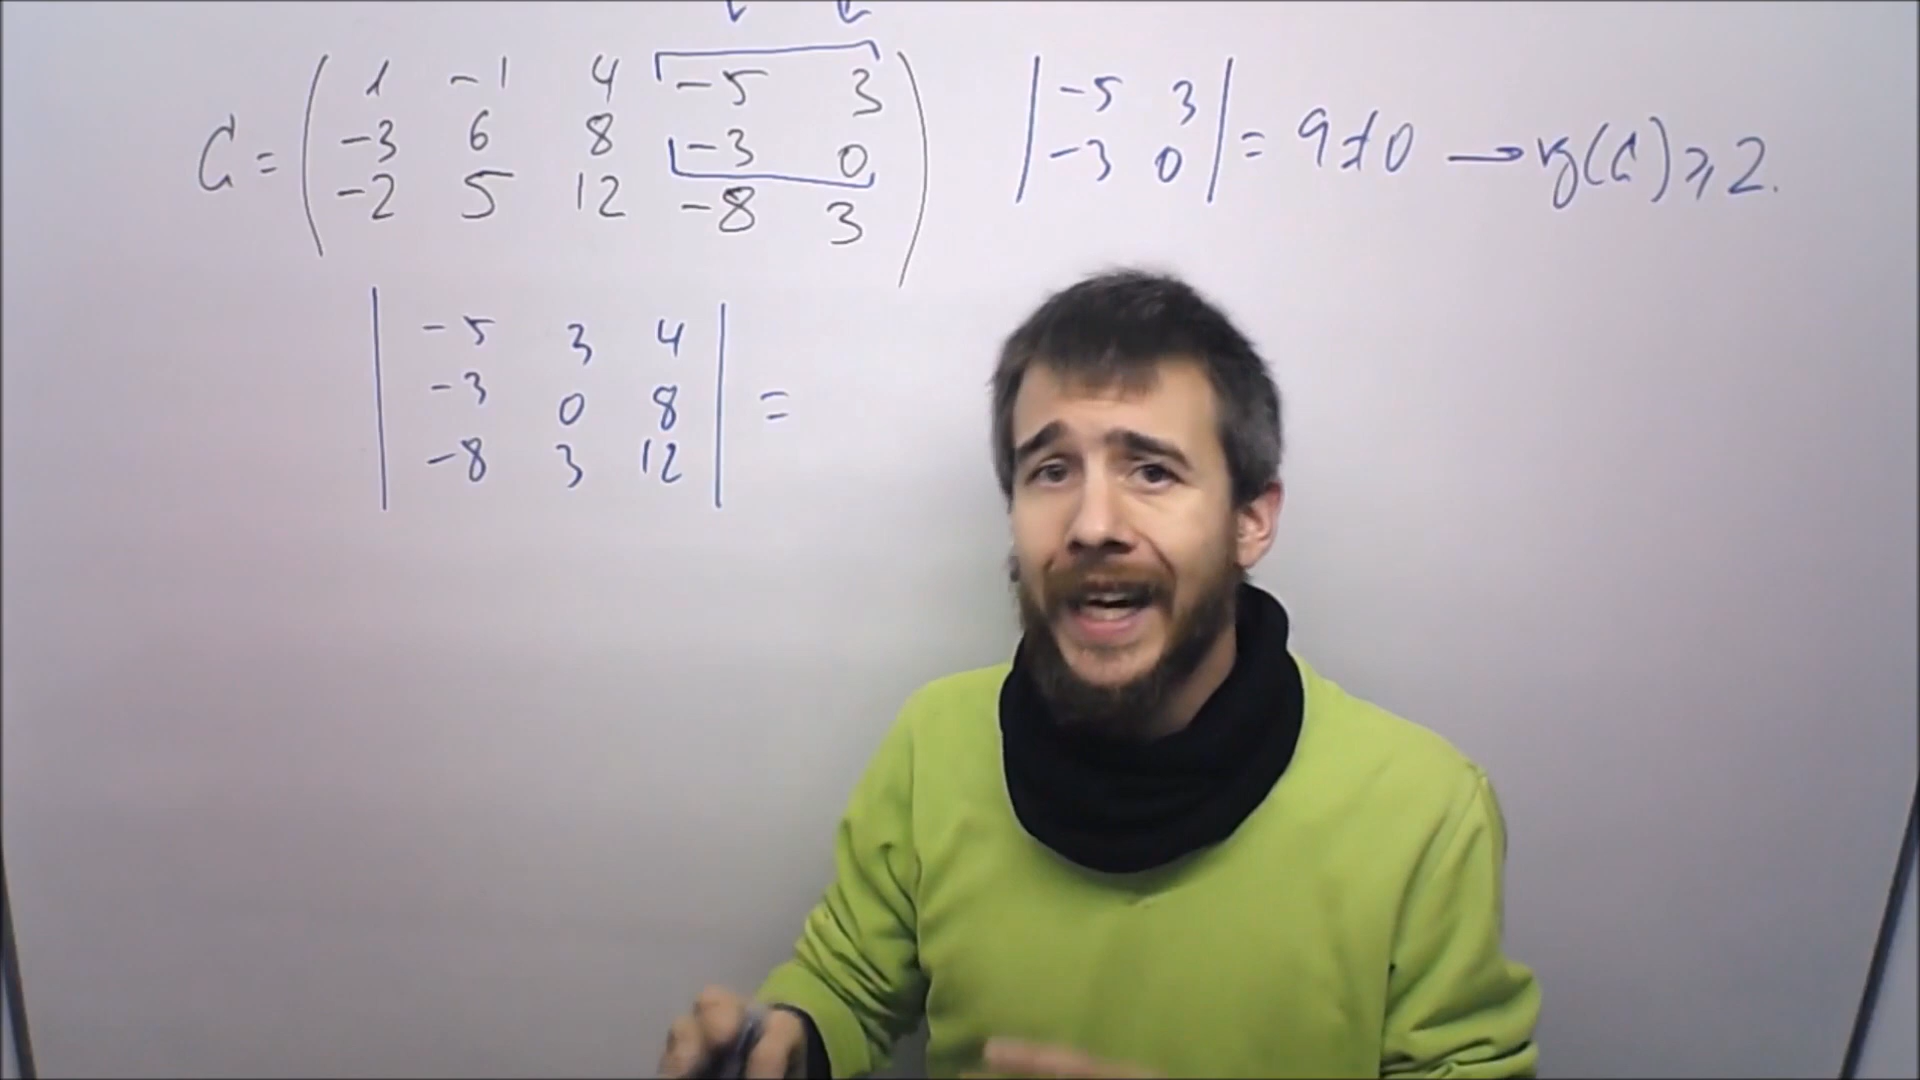 C = ( 1 -1 4 -5 3
-3 6 8 -3 0
-2 5 12 -8 3 )
| -5 3
-3 0 | = 9 ≠ 0 → rg(C) ≥ 2.
| -5 3 4
-3 0 8
-8 3 12 | =